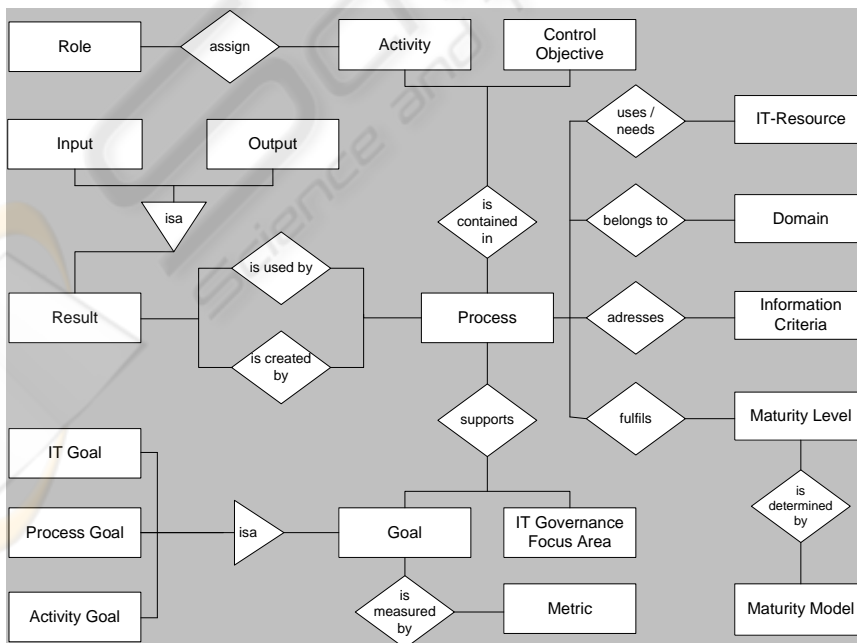 Role
assign
Activity
Control
Objective
uses /
needs
IT-Resource
Input
Output
isa
is
contained
in
belongs to
Domain
is used by
Result
Process
adresses
Information
Criteria
is created
by
supports
fulfils
Maturity Level
IT Goal
is
determined
by
Process Goal
isa
Goal
IT Governance
Focus Area
Activity Goal
is
measured
by
Metric
Maturity Model
Science and